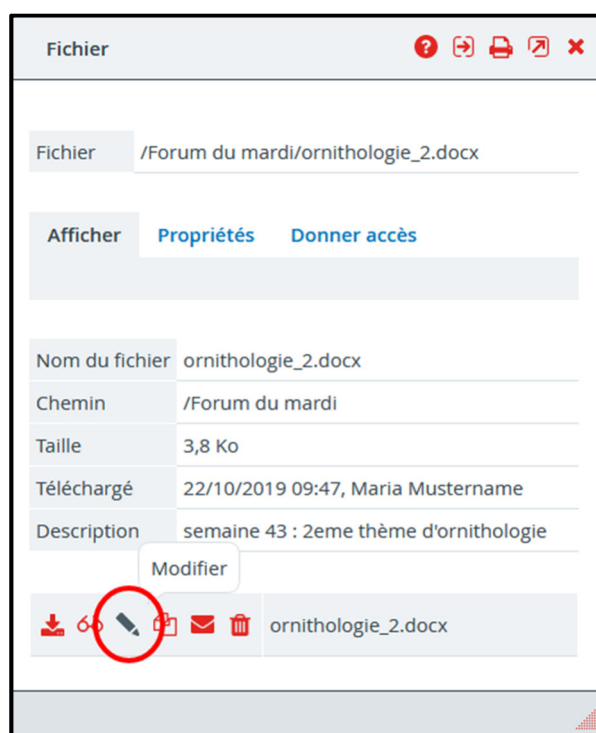 Fichier
Fichier /Forum du mardi/ornithologie_2.docx
Afficher Propriétés Donner accès
Nom du fichier ornithologie_2.docx
Chemin /Forum du mardi
Taille 3,8 Ko
Téléchargé 22/10/2019 09:47, Maria Mustername
Description semaine 43 : 2eme thème d'ornithologie
Modifier
ornithologie_2.docx